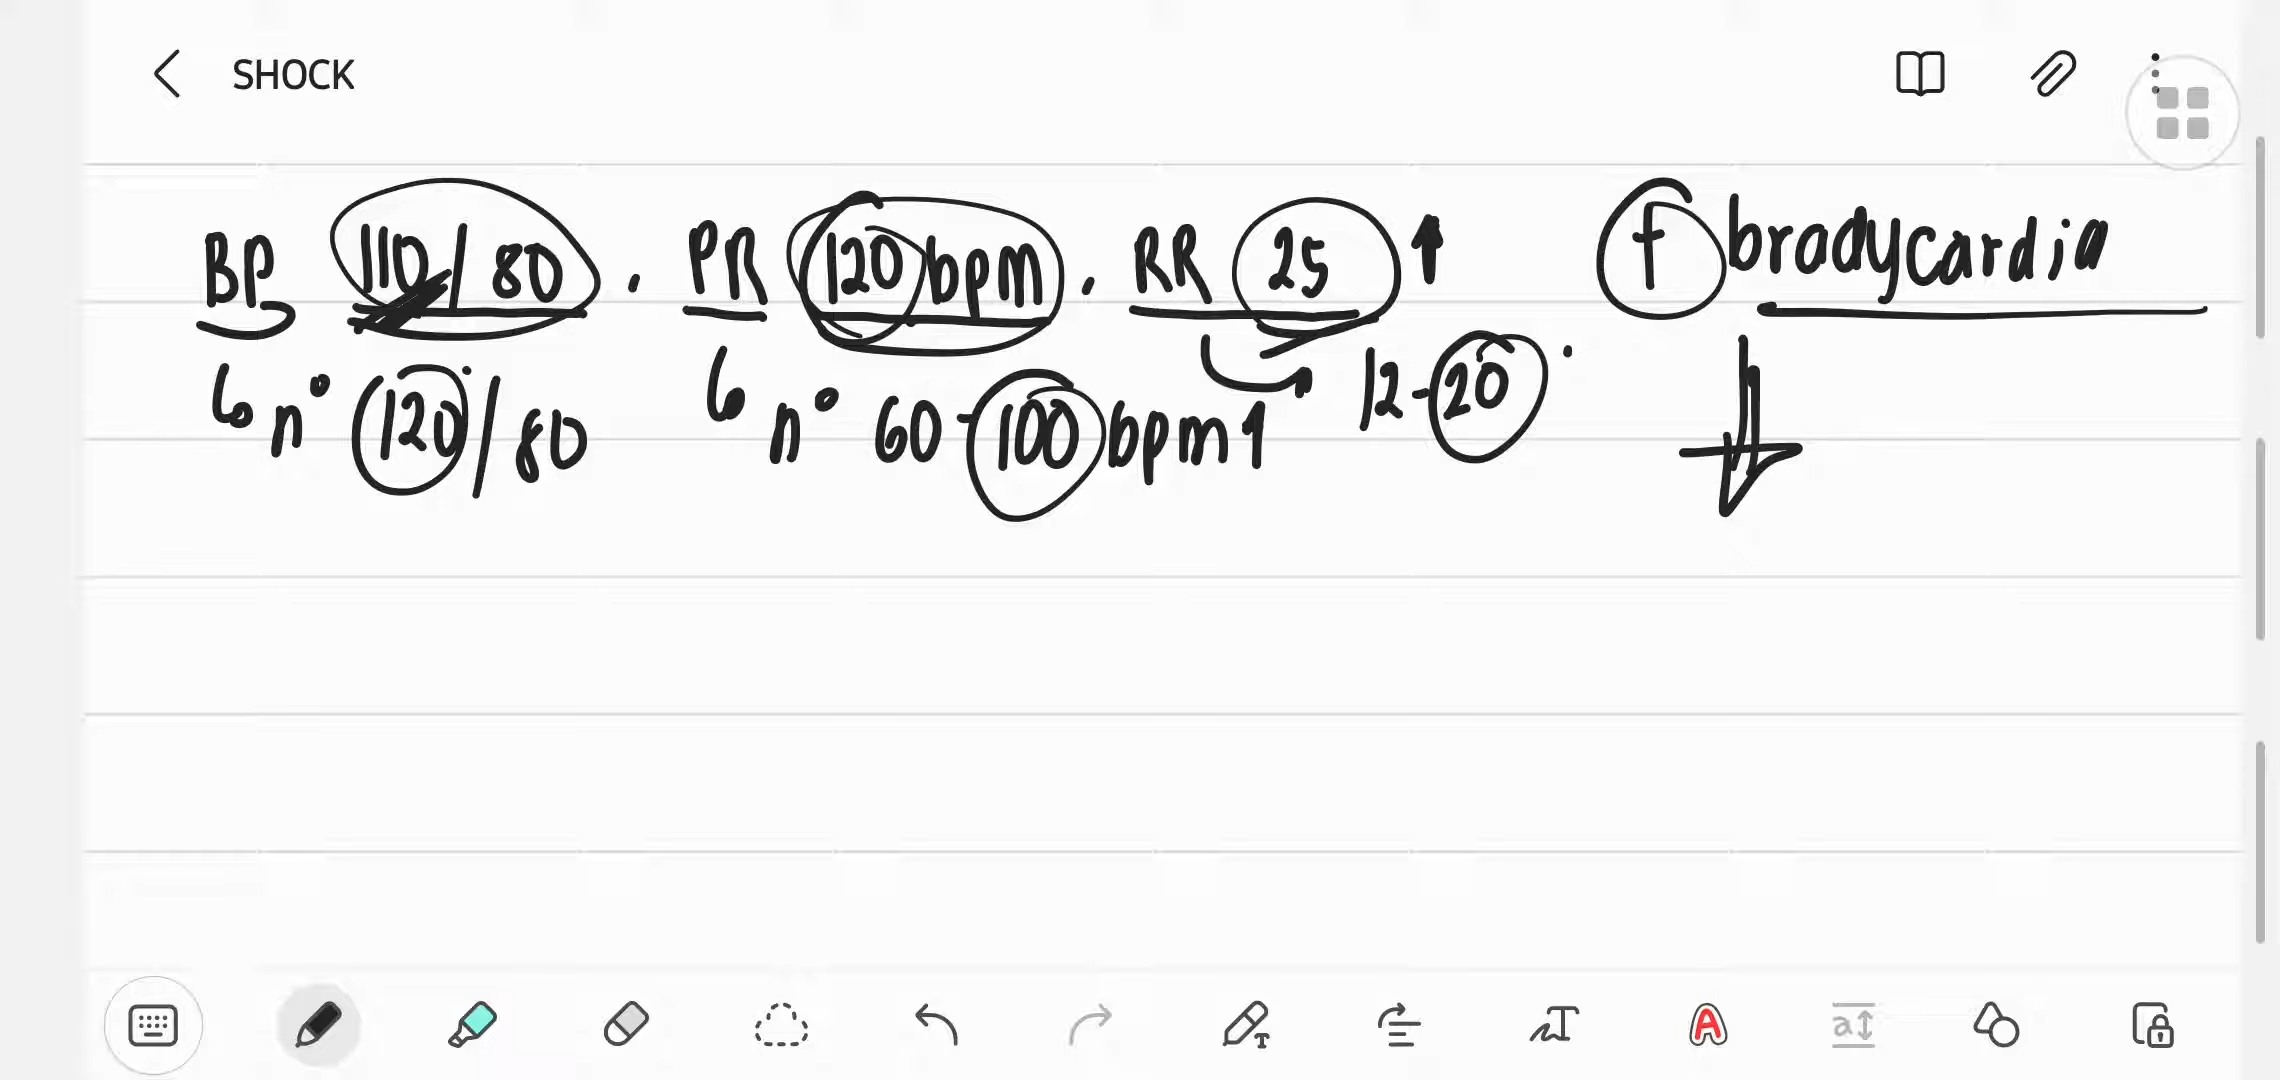 SHOCK
BP 110/80 . PR 120 bpm . RR 25 ↑ † bradycardia
n° 120/80 n° 60-100 bpm↑ 12-20